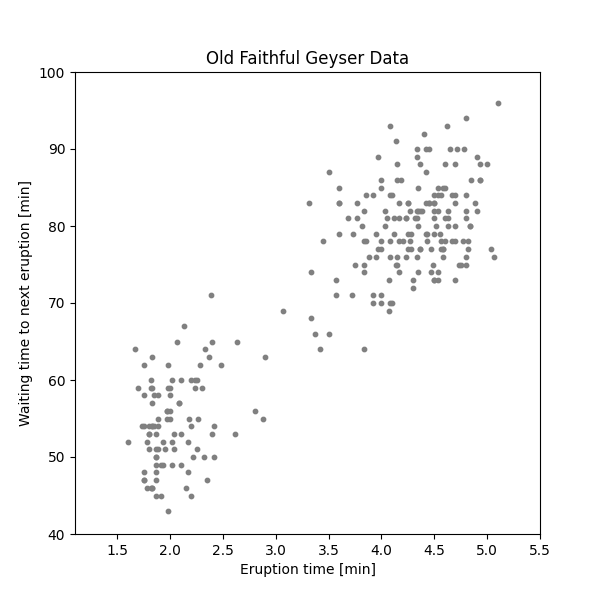 Old Faithful Geyser Data
100
90
80
70
60
50
40
Waiting time to next eruption [min]
1.5 2.0 2.5 3.0 3.5 4.0 4.5 5.0 5.5
Eruption time [min]